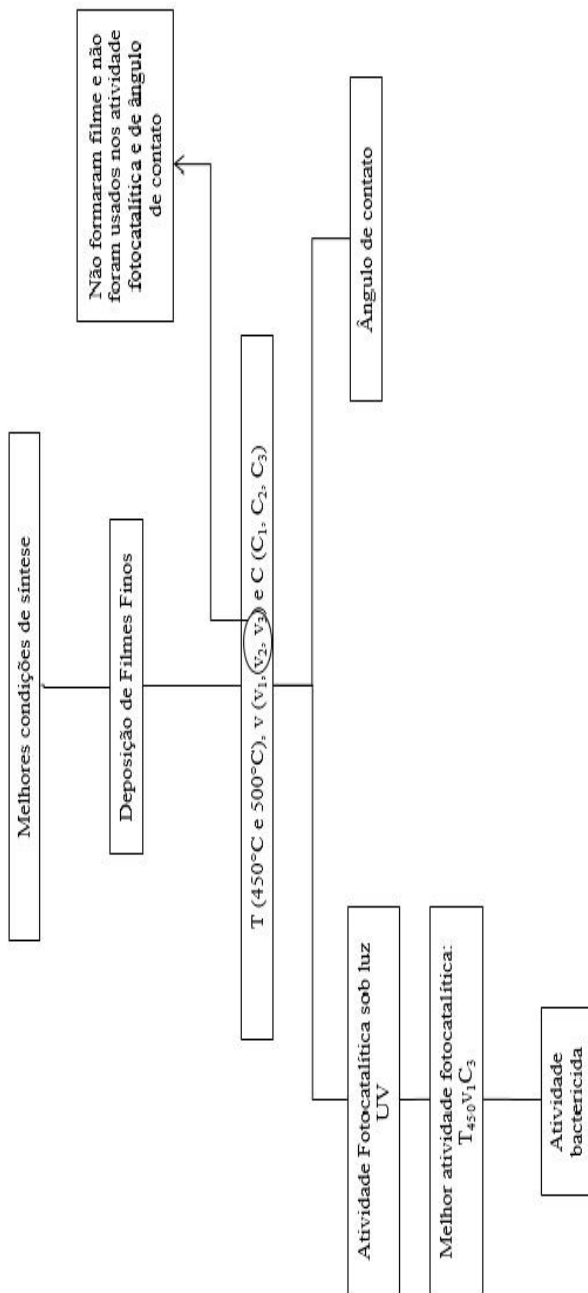 Melhores condições de síntese
Deposição de Filmes Finos
Não formaram filme e não
foram usados nos atividade
fotocatalítica e de ângulo
de contato
T (450°C e 500°C), v (v₁, v₂, v₃) e C (C₁, C₂, C₃)
Atividade Fotocatalítica sob luz
UV
Ângulo de contato
Melhor atividade fotocatalítica:
T₄₅₀v₁C₃
Atividade
bactericida